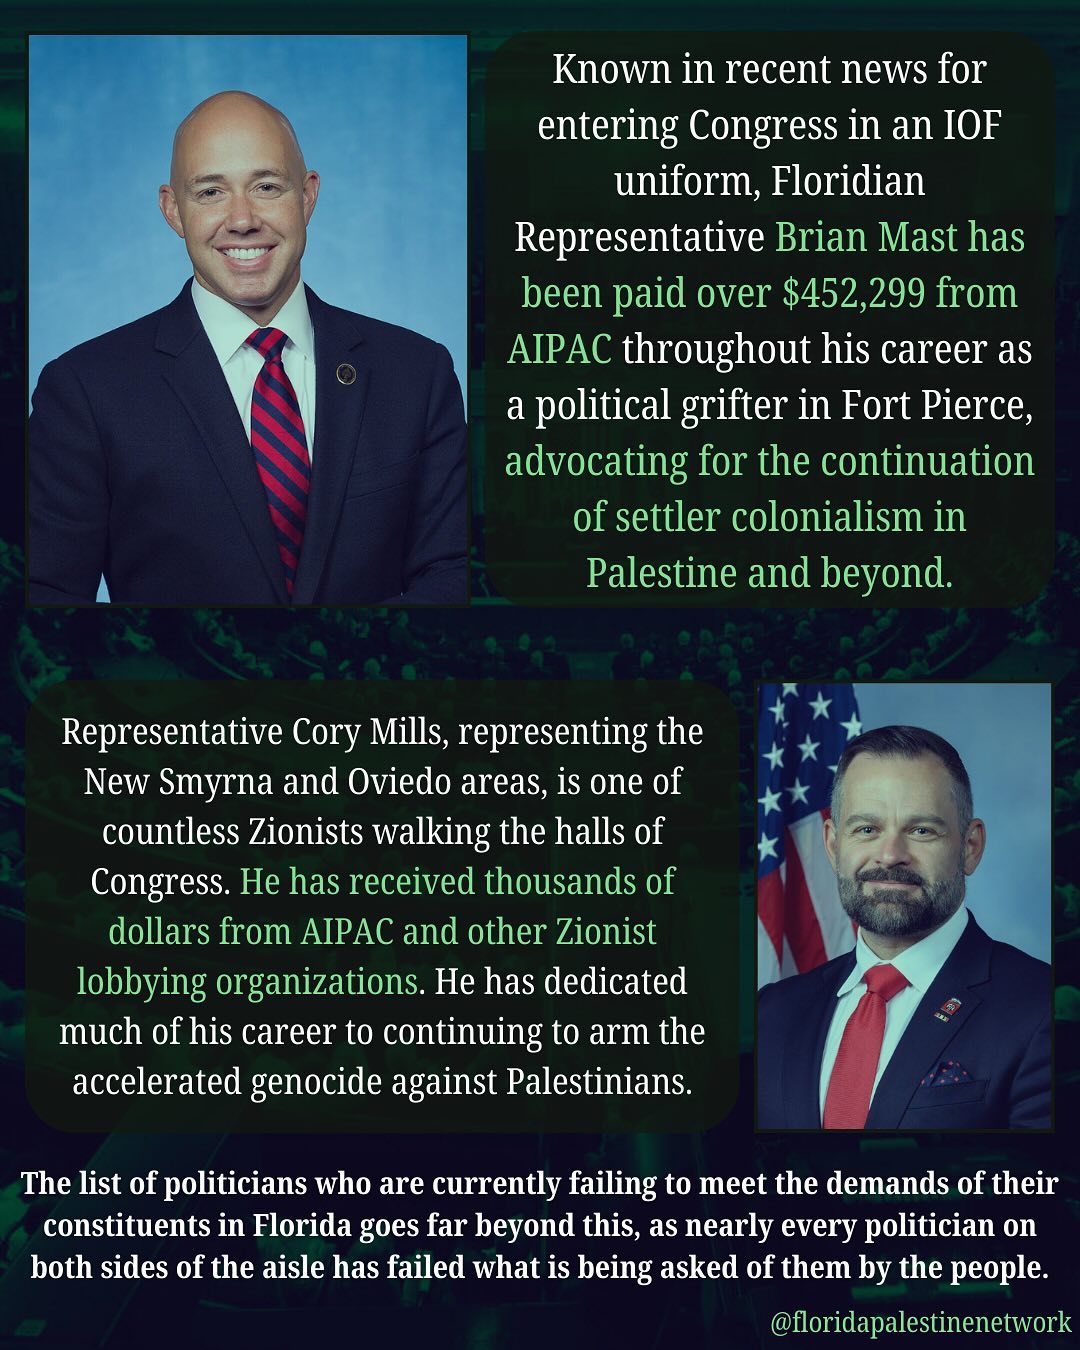 Known in recent news for
entering Congress in an IOF
uniform, Floridian
Representative Brian Mast has
been paid over $452,299 from
AIPAC throughout his career as
a political grifter in Fort Pierce,
advocating for the continuation
of settler colonialism in
Palestine and beyond.
Representative Cory Mills, representing the
New Smyrna and Oviedo areas, is one of
countless Zionists walking the halls of
Congress. He has received thousands of
dollars from AIPAC and other Zionist
lobbying organizations. He has dedicated
much of his career to continuing to arm the
accelerated genocide against Palestinians.
The list of politicians who are currently failing to meet the demands of their
constituents in Florida goes far beyond this, as nearly every politician on
both sides of the aisle has failed what is being asked of them by the people.
@floridapalestinenetwork